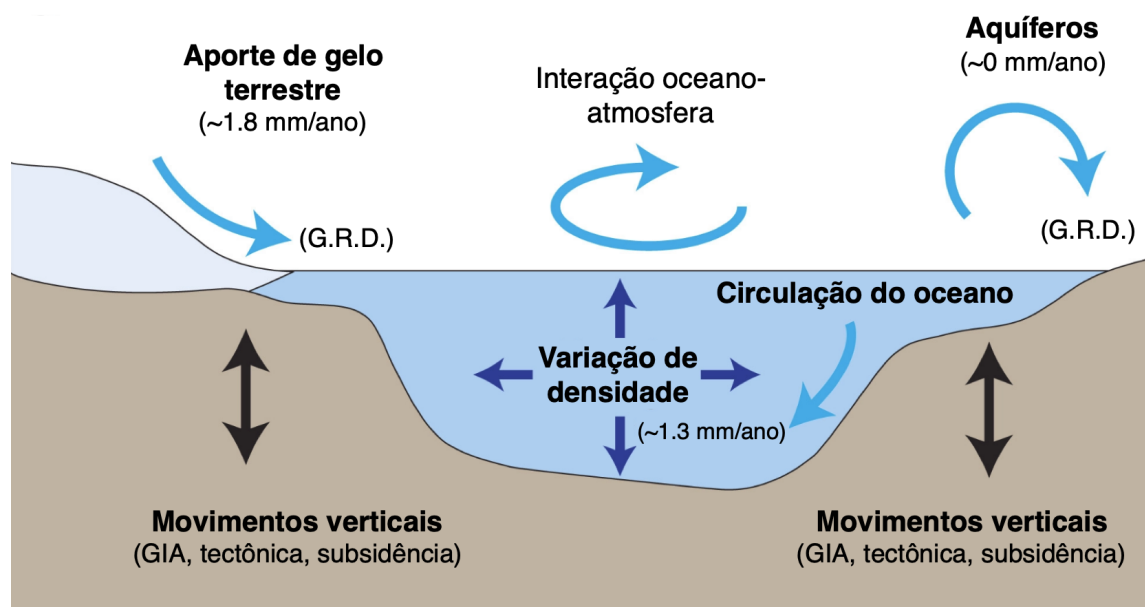 Aporte de gelo
terrestre
(~1.8 mm/ano)
(G.R.D.)
Interação oceano-
atmosfera
Aquíferos
(~0 mm/ano)
(G.R.D.)
Circulação do oceano
Variação de
densidade
(~1.3 mm/ano)
Movimentos verticais
(GIA, tectônica, subsidência)
Movimentos verticais
(GIA, tectônica, subsidência)